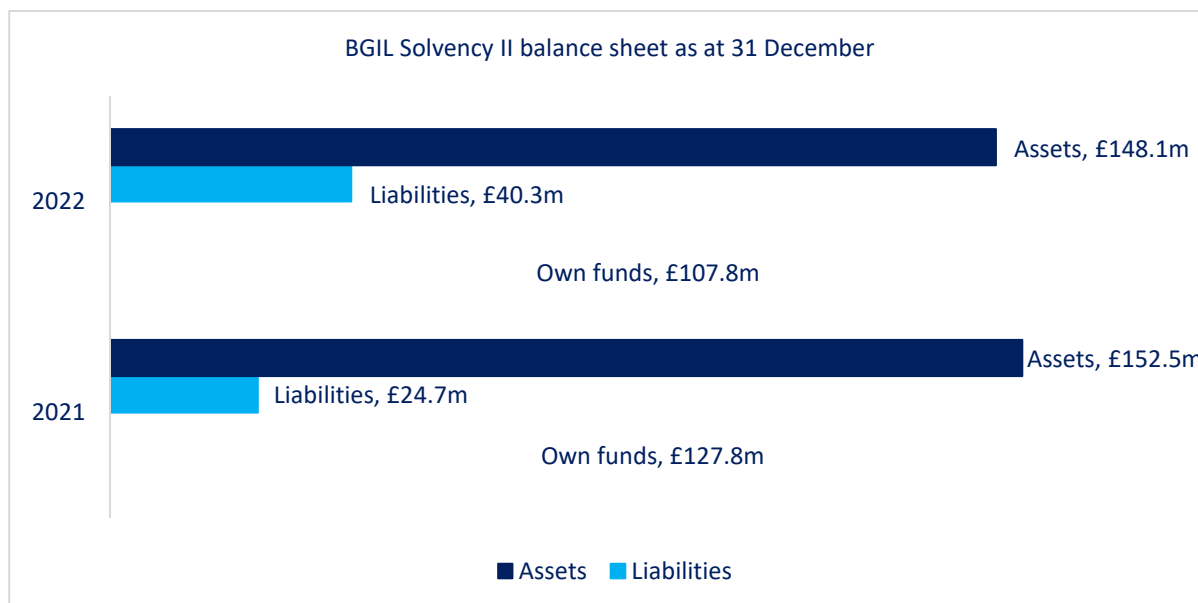 BGIL Solvency II balance sheet as at 31 December
Assets, £148.1m
2022
Liabilities, £40.3m
Own funds, £107.8m
Assets, £152.5m
2021
Liabilities, £24.7m
Own funds, £127.8m
Assets
Liabilities